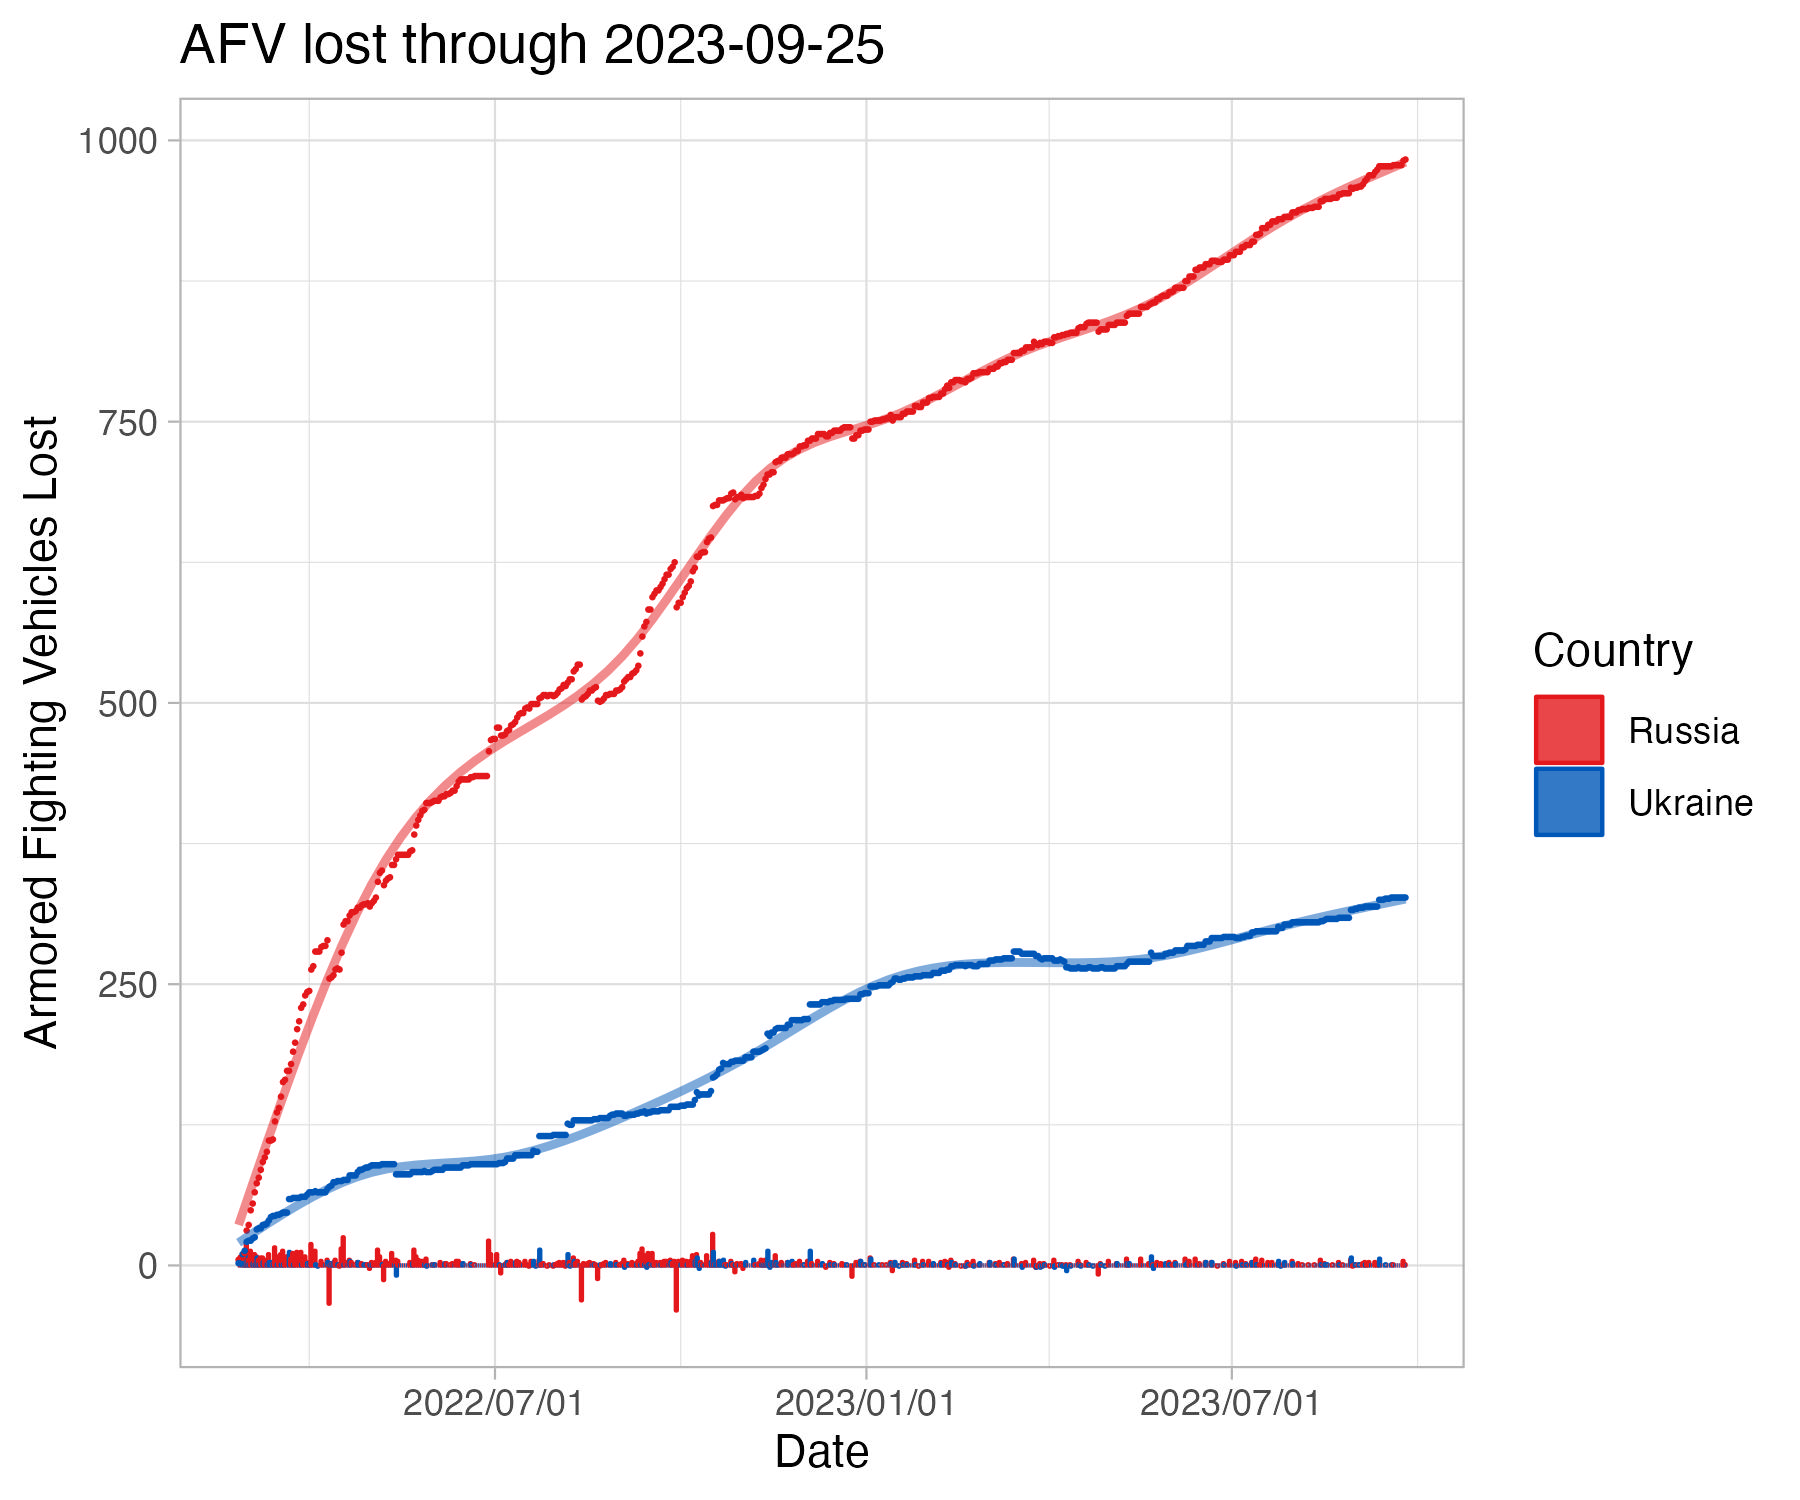 AFV lost through 2023-09-25
Armored Fighting Vehicles Lost
1000
750
500
250
0
2022/07/01
2023/01/01
2023/07/01
Date
Country
Russia
Ukraine